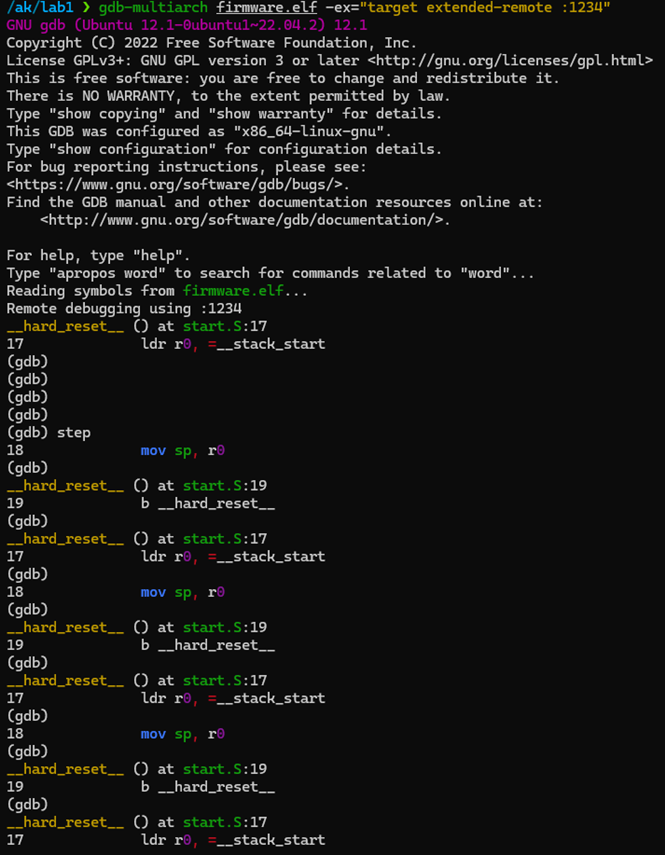 /ak/lab1 ❯ gdb-multiarch firmware.elf -ex="target extended-remote :1234"
GNU gdb (Ubuntu 12.1-0ubuntu1~22.04.2) 12.1
Copyright (C) 2022 Free Software Foundation, Inc.
License GPLv3+: GNU GPL version 3 or later <http://gnu.org/licenses/gpl.html>
This is free software: you are free to change and redistribute it.
There is NO WARRANTY, to the extent permitted by law.
Type "show copying" and "show warranty" for details.
This GDB was configured as "x86_64-linux-gnu".
Type "show configuration" for configuration details.
For bug reporting instructions, please see:
<https://www.gnu.org/software/gdb/bugs/>.
Find the GDB manual and other documentation resources online at:
    <http://www.gnu.org/software/gdb/documentation/>.

For help, type "help".
Type "apropos word" to search for commands related to "word"...
Reading symbols from firmware.elf...
Remote debugging using :1234
__hard_reset__ () at start.S:17
17              ldr r0, =__stack_start
(gdb)
(gdb)
(gdb)
(gdb)
(gdb) step
18              mov sp, r0
(gdb)
__hard_reset__ () at start.S:19
19              b __hard_reset__
(gdb)
__hard_reset__ () at start.S:17
17              ldr r0, =__stack_start
(gdb)
18              mov sp, r0
(gdb)
__hard_reset__ () at start.S:19
19              b __hard_reset__
(gdb)
__hard_reset__ () at start.S:17
17              ldr r0, =__stack_start
(gdb)
18              mov sp, r0
(gdb)
__hard_reset__ () at start.S:19
19              b __hard_reset__
(gdb)
__hard_reset__ () at start.S:17
17              ldr r0, =__stack_start